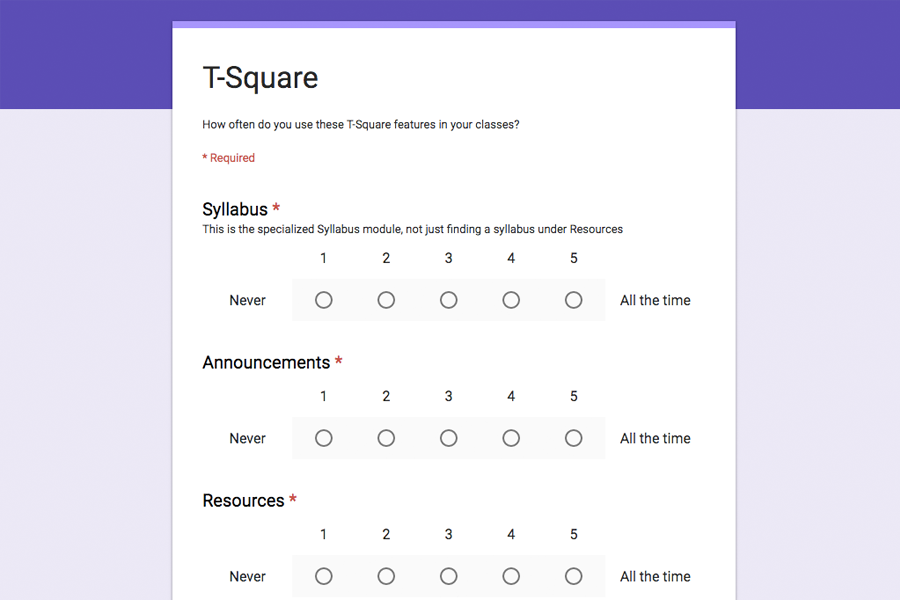 T-Square
How often do you use these T-Square features in your classes?
* Required
Syllabus *
This is the specialized Syllabus module, not just finding a syllabus under Resources
1 2 3 4 5
Never All the time
Announcements *
1 2 3 4 5
Never All the time
Resources *
1 2 3 4 5
Never All the time